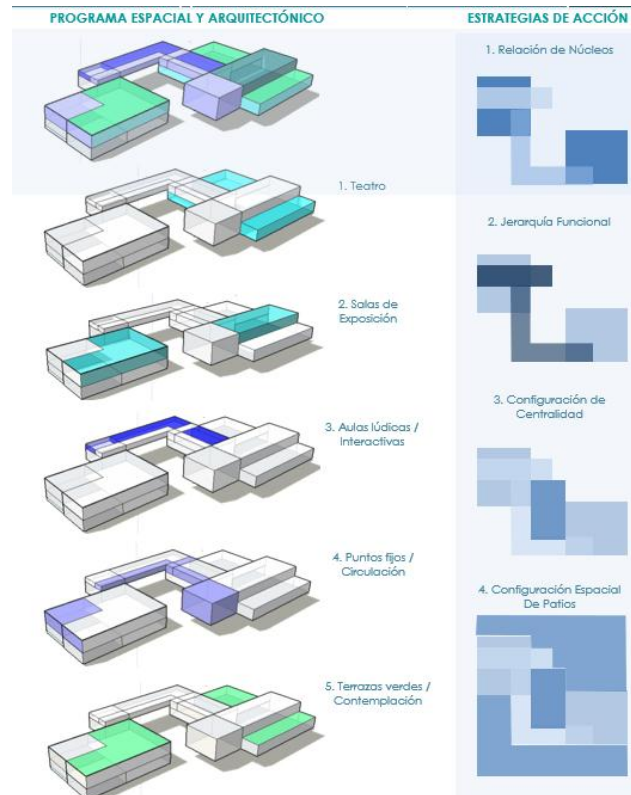 PROGRAMA ESPACIAL Y ARQUITECTÓNICO
1. Teatro
2. Salas de
Exposición
3. Aulas lúdicas /
Interactivas
4. Puntos fijos /
Circulación
5. Terrazas verdes /
Contemplación
ESTRATEGIAS DE ACCIÓN
1. Relación de Núcleos
2. Jerarquía Funcional
3. Configuración de
Centralidad
4. Configuración Espacial
De Patios